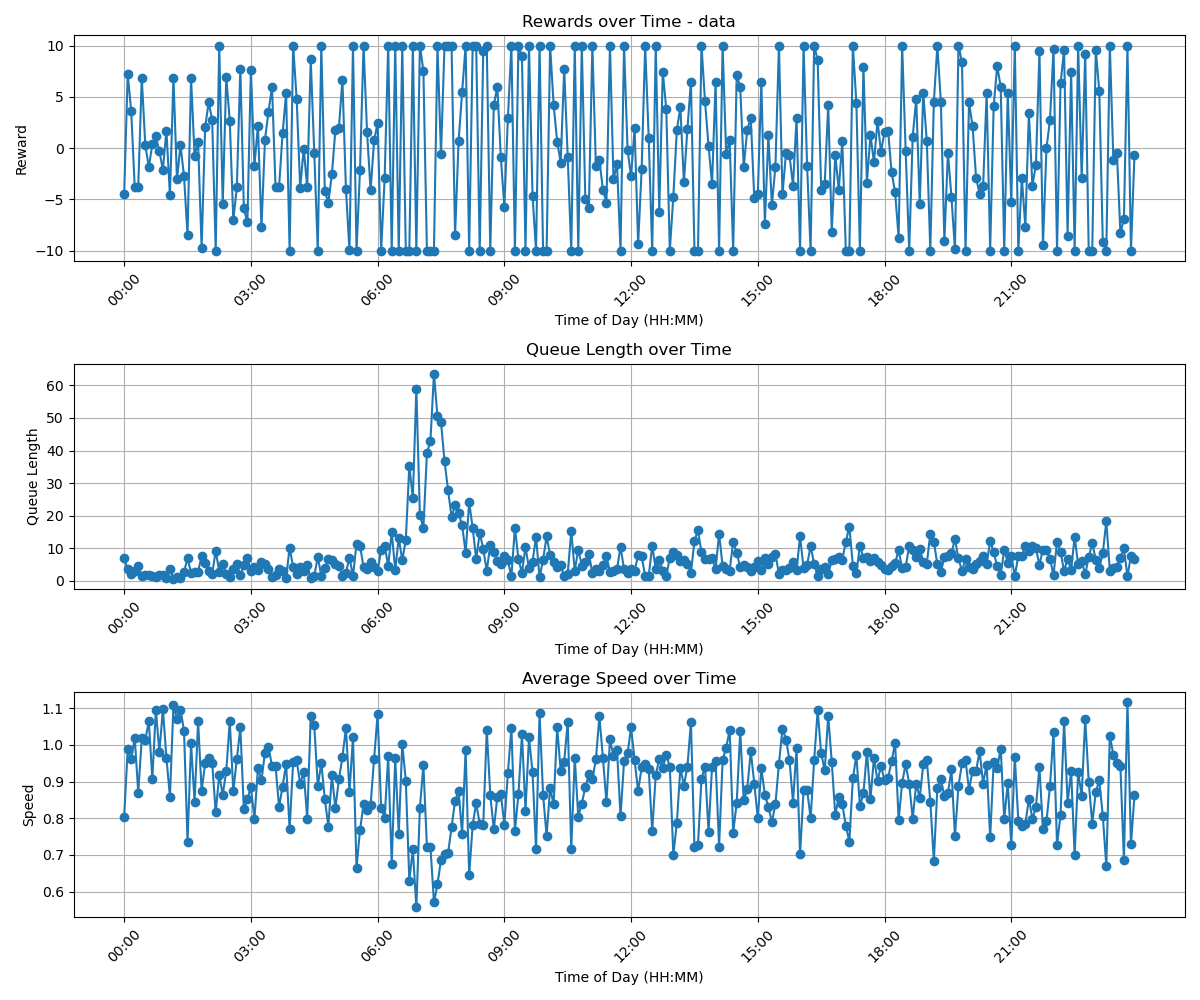 Rewards over Time - data
Reward
10
5
0
−5
−10
00:00 03:00 06:00 09:00 12:00 15:00 18:00 21:00
Time of Day (HH:MM)
Queue Length over Time
Queue Length
60
50
40
30
20
10
0
00:00 03:00 06:00 09:00 12:00 15:00 18:00 21:00
Time of Day (HH:MM)
Average Speed over Time
Speed
1.1
1.0
0.9
0.8
0.7
0.6
00:00 03:00 06:00 09:00 12:00 15:00 18:00 21:00
Time of Day (HH:MM)